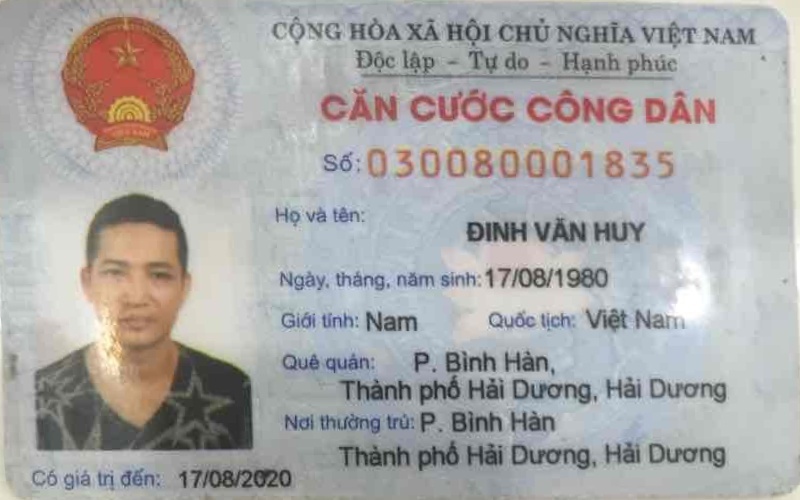 CỘNG HÒA XÃ HỘI CHỦ NGHĨA VIỆT NAM
Độc lập - Tự do - Hạnh phúc
CĂN CƯỚC CÔNG DÂN
Số: 030080001835
Họ và tên:
ĐINH VĂN HUY
Ngày, tháng, năm sinh: 17/08/1980
Giới tính: Nam Quốc tịch: Việt Nam
Quê quán: P. Bình Hàn,
Thành phố Hải Dương, Hải Dương
Nơi thường trú: P. Bình Hàn
Thành phố Hải Dương, Hải Dương
Có giá trị đến: 17/08/2020